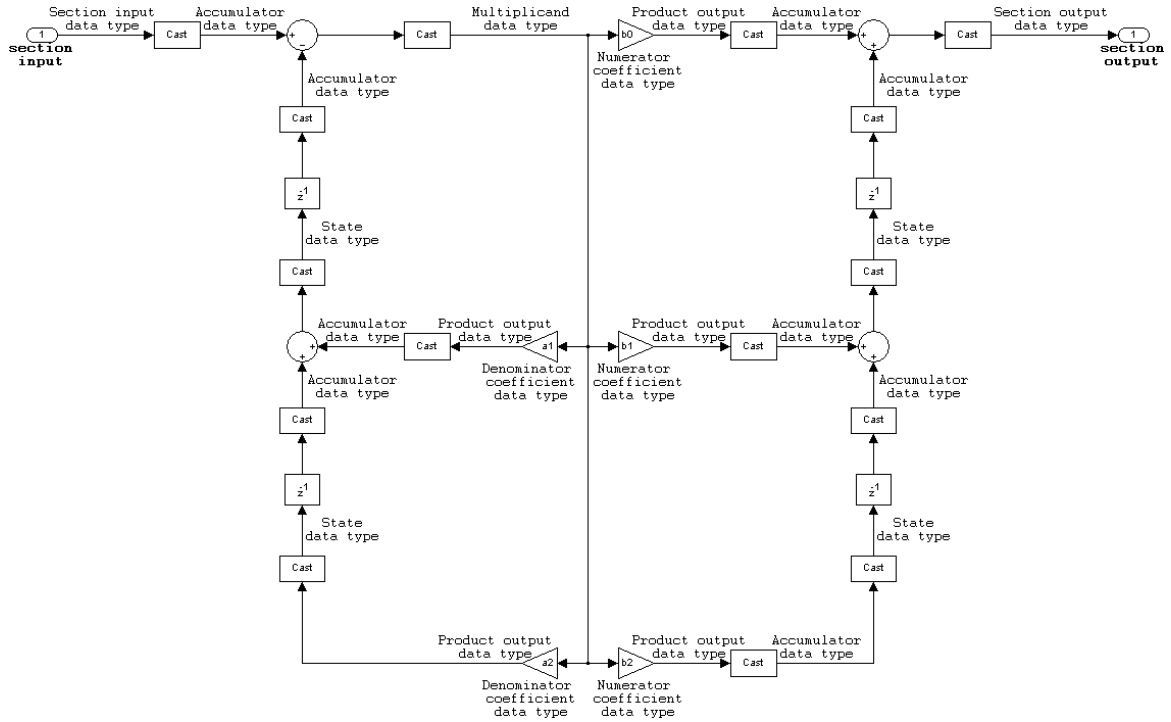 Section input
data type
Accumulator
data type
Multiplicand
data type
Product output
data type
Accumulator
data type
Section output
data type
1
section
input
Cast
+
−
Cast
b0
Cast
+
+
Cast
1
section
output
Numerator
coefficient
data type
Accumulator
data type
Accumulator
data type
Cast
Cast
z-1
z-1
State
data type
State
data type
Cast
Cast
Accumulator
data type
Product output
data type
Product output
data type
Accumulator
data type
+
+
Cast
a1
b1
Cast
+
+
Accumulator
data type
Denominator
coefficient
data type
Numerator
coefficient
data type
Accumulator
data type
Cast
Cast
z-1
z-1
State
data type
State
data type
Cast
Cast
Product output
data type
Product output
data type
Accumulator
data type
a2
b2
Cast
Denominator
coefficient
data type
Numerator
coefficient
data type